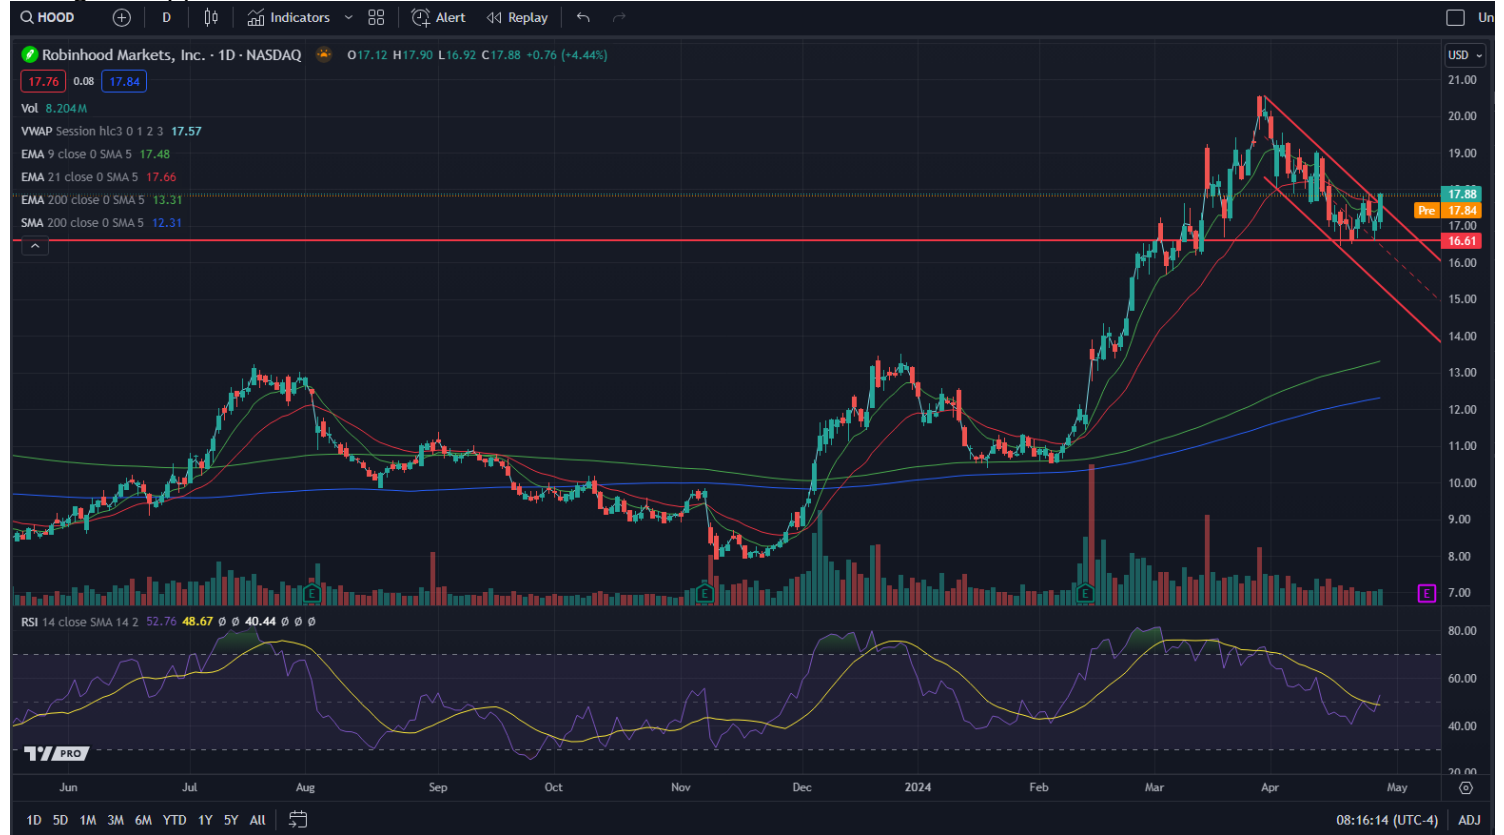 HOOD D Indicators Alert Replay Un
Robinhood Markets, Inc. · 1D · NASDAQ O17.12 H17.90 L16.92 C17.88 +0.76 (+4.44%)
USD
17.76 0.08 17.84
Vol 8.204M
VWAP Session hlc3 0 1 2 3 17.57
EMA 9 close 0 SMA 5 17.48
EMA 21 close 0 SMA 5 17.66
EMA 200 close 0 SMA 5 13.31
SMA 200 close 0 SMA 5 12.31
21.00
20.00
19.00
17.88
Pre 17.84
17.00
16.61
16.00
15.00
14.00
13.00
12.00
11.00
10.00
9.00
8.00
7.00
E E E E
RSI 14 close SMA 14 2 52.76 48.67 Ø Ø 40.44 Ø Ø Ø
80.00
60.00
40.00
20.00
TV PRO
Jun Jul Aug Sep Oct Nov Dec 2024 Feb Mar Apr May
1D 5D 1M 3M 6M YTD 1Y 5Y All 08:16:14 (UTC-4) ADJ